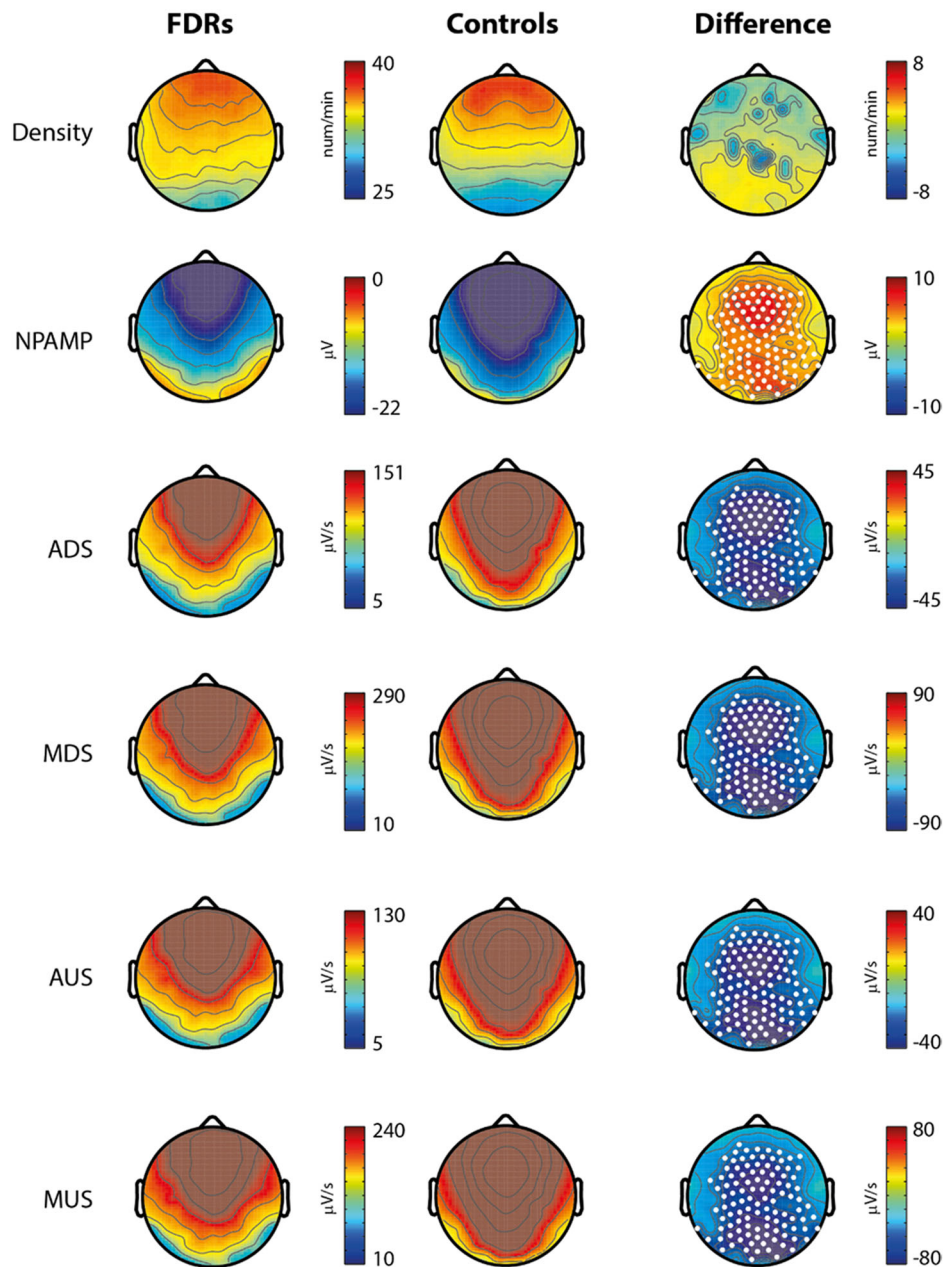 FDRs Controls Difference
Density
40
num/min
25
8
num/min
-8
NPAMP
0
μV
-22
10
μV
-10
ADS
151
μV/s
5
45
μV/s
-45
MDS
290
μV/s
10
90
μV/s
-90
AUS
130
μV/s
5
40
μV/s
-40
MUS
240
μV/s
10
80
μV/s
-80